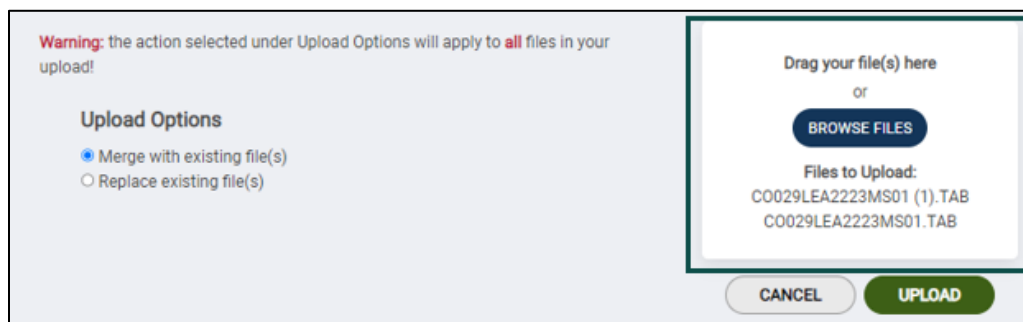 Warning: the action selected under Upload Options will apply to all files in your
upload!
Upload Options
Merge with existing file(s)
Replace existing file(s)
Drag your file(s) here
or
BROWSE FILES
Files to Upload:
CO029LEA2223MS01 (1).TAB
CO029LEA2223MS01.TAB
CANCEL
UPLOAD